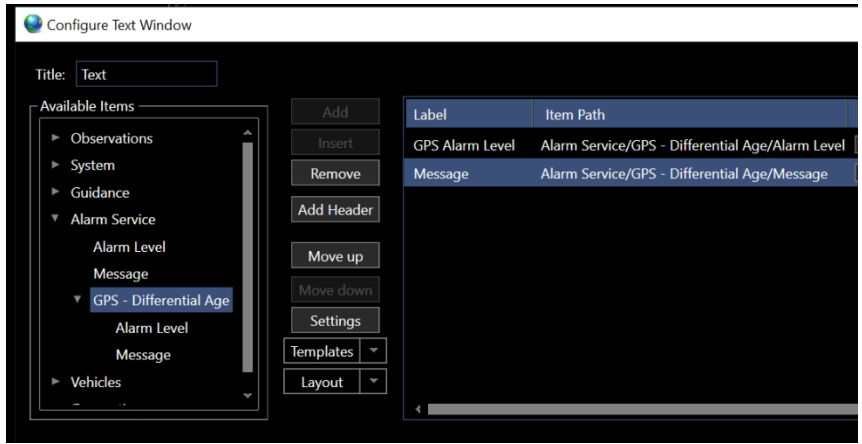 Configure Text Window
Title: Text
Available Items
Observations
System
Guidance
Alarm Service
Alarm Level
Message
GPS - Differential Age
Alarm Level
Message
Vehicles
Add
Insert
Remove
Add Header
Move up
Move down
Settings
Templates
Layout
Label Item Path
GPS Alarm Level Alarm Service/GPS - Differential Age/Alarm Level
Message Alarm Service/GPS - Differential Age/Message